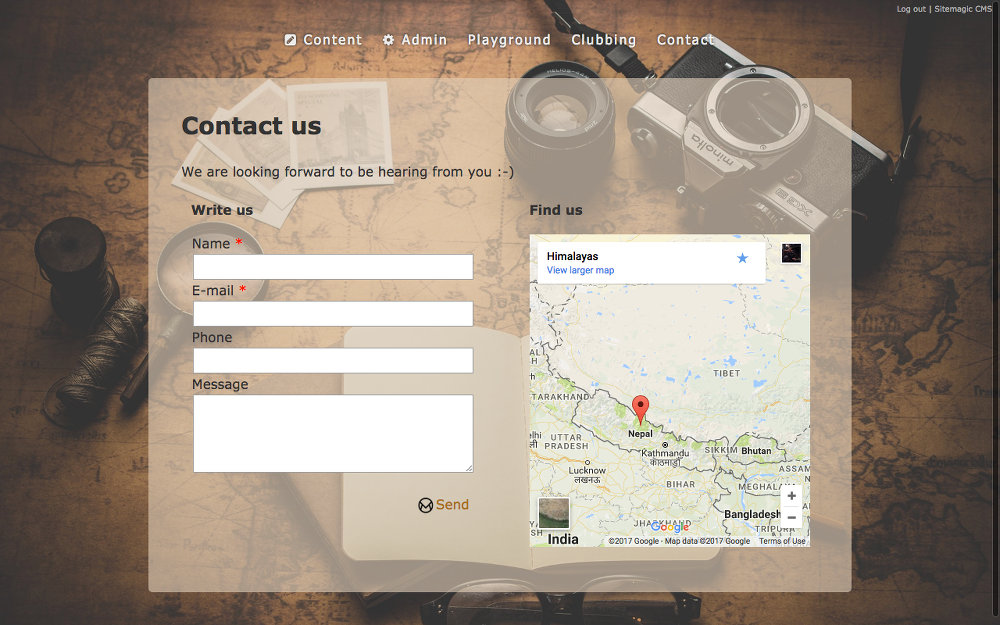 Log out | Sitemagic CMS
Content Admin Playground Clubbing Contact
minolta
Contact us
We are looking forward to be hearing from you :-)
Write us
Name *
E-mail *
Phone
Message
Send
Find us
Himalayas
View larger map
TIBET
TARAKHAND
Nepal
UTTAR
PRADESH
Kathmandu
काठमाडौं
SIKKIM
Bhutan
ASSAM
Lucknow
लखनऊ
BIHAR
MEGHALAY
Bangladesh
JHARKHAND
TRIPURA
+
−
Google
India
©2017 Google - Map data ©2017 Google Terms of Use